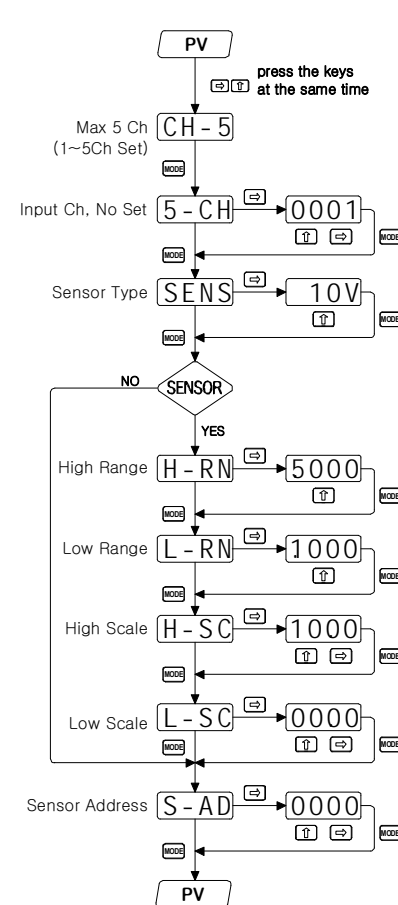 PV
press the keys
at the same time
Max 5 Ch
(1~5Ch Set)
CH-5
MODE
Input Ch, No Set
5-CH
0001
MODE
MODE
Sensor Type
SENS
10V
MODE
MODE
NO
SENSOR
YES
High Range
H-RN
5000
MODE
MODE
Low Range
L-RN
1000
MODE
MODE
High Scale
H-SC
1000
MODE
MODE
Low Scale
L-SC
0000
MODE
MODE
Sensor Address
S-AD
0000
MODE
MODE
PV